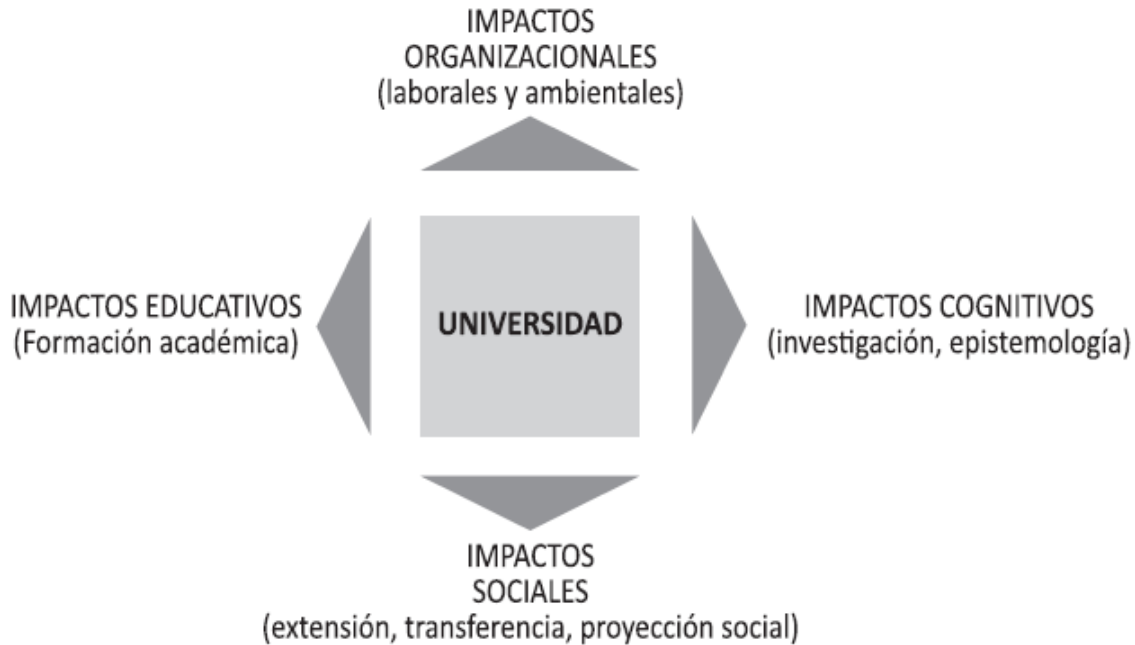 IMPACTOS
ORGANIZACIONALES
(laborales y ambientales)
IMPACTOS EDUCATIVOS
(Formación académica)
UNIVERSIDAD
IMPACTOS COGNITIVOS
(investigación, epistemología)
IMPACTOS
SOCIALES
(extensión, transferencia, proyección social)